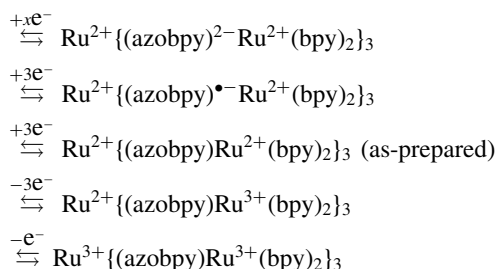 +xe⁻ ⇆ Ru²⁺{(azobpy)²⁻Ru²⁺(bpy)₂}₃
+3e⁻ ⇆ Ru²⁺{(azobpy)•⁻Ru²⁺(bpy)₂}₃
+3e⁻ ⇆ Ru²⁺{(azobpy)Ru²⁺(bpy)₂}₃ (as-prepared)
−3e⁻ ⇆ Ru²⁺{(azobpy)Ru³⁺(bpy)₂}₃
−e⁻ ⇆ Ru³⁺{(azobpy)Ru³⁺(bpy)₂}₃